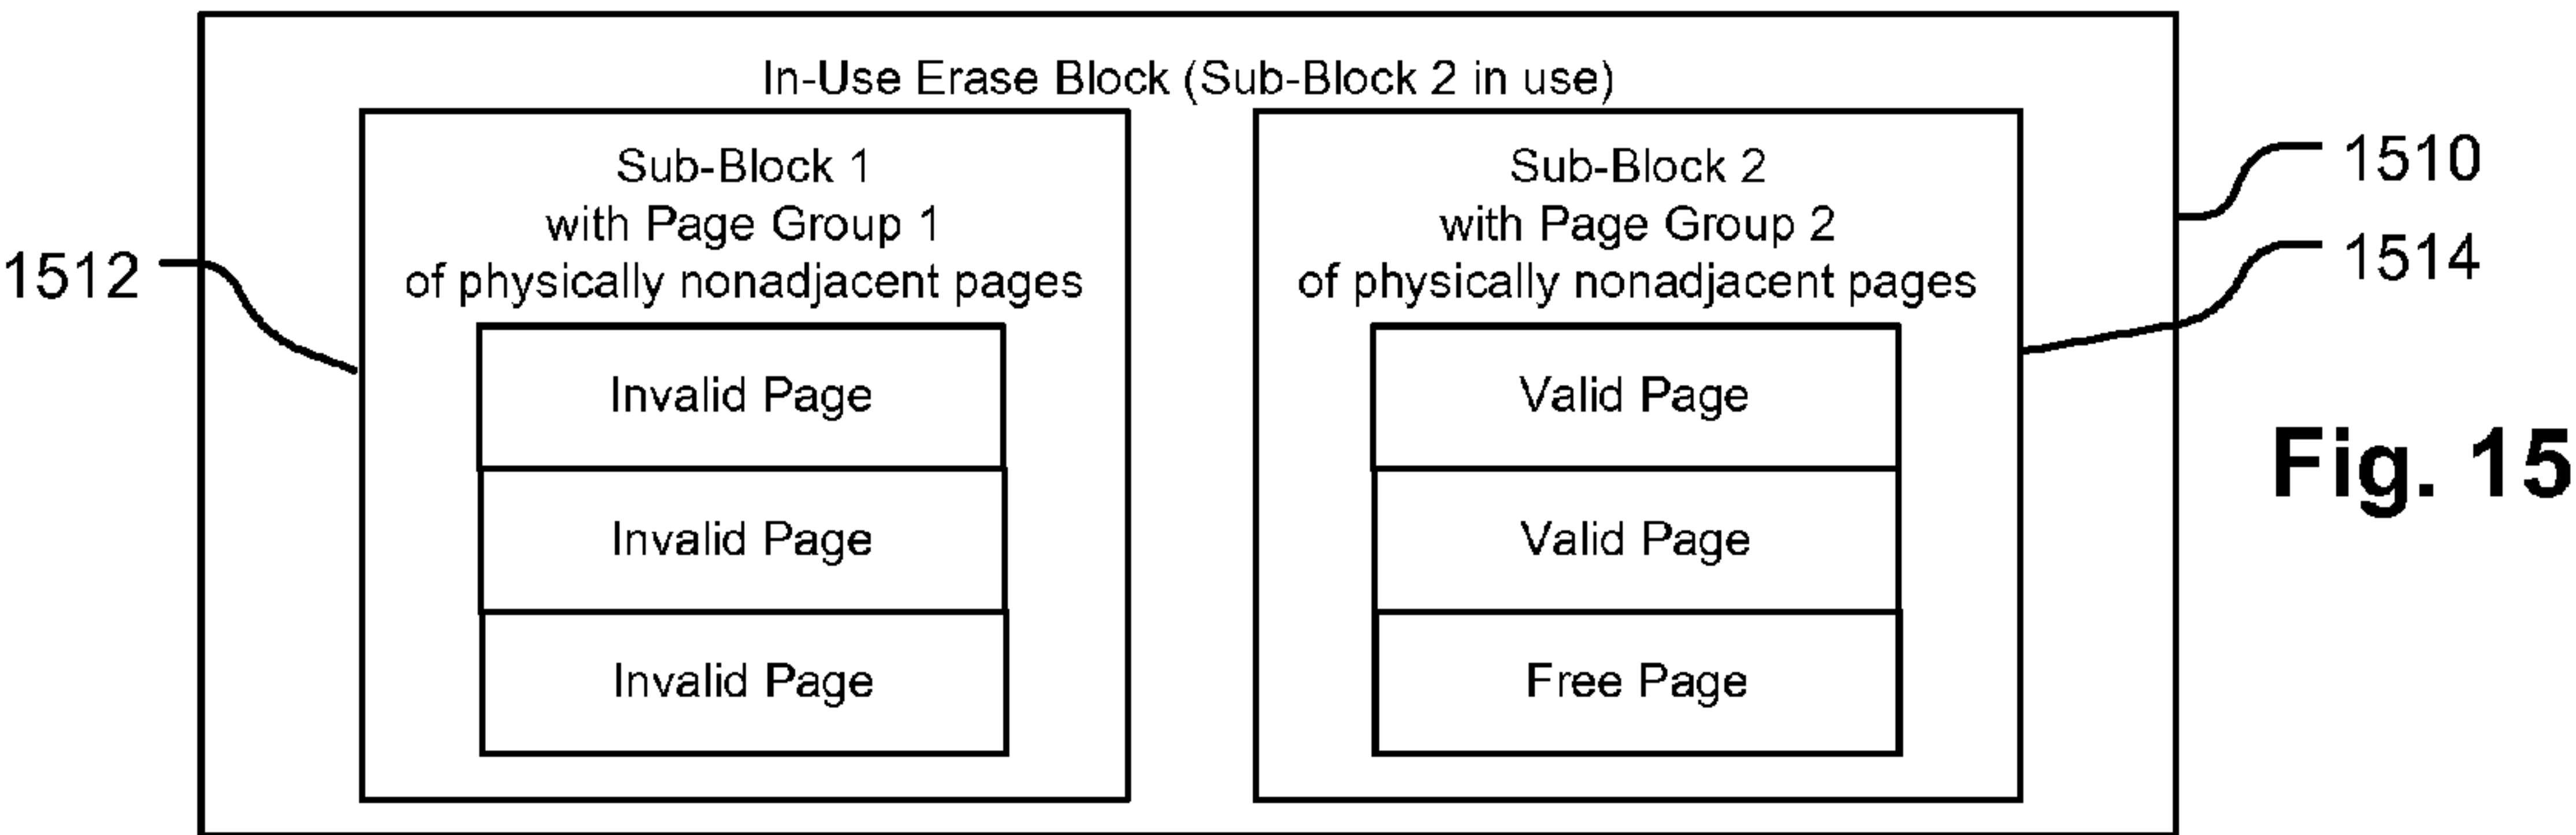 In-Use Erase Block (Sub-Block 2 in use)
Sub-Block 1
with Page Group 1
of physically nonadjacent pages
Invalid Page
Invalid Page
Invalid Page
Sub-Block 2
with Page Group 2
of physically nonadjacent pages
Valid Page
Valid Page
Free Page
1512
1510
1514
Fig. 15